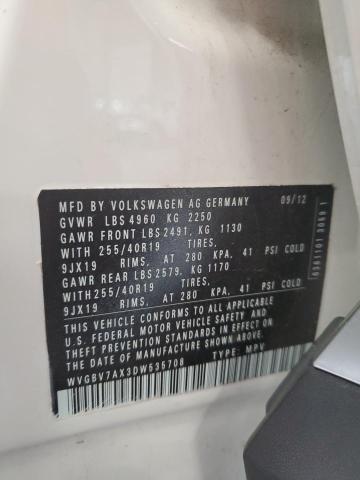 MFD BY VOLKSWAGEN AG GERMANY 09/12
GVWR LBS 4960 KG 2250
GAWR FRONT LBS 2491, KG 1130
WITH 255/40R19 TIRES,
9JX19 RIMS, AT 280 KPA, 41 PSI COLD
GAWR REAR LBS 2579, KG 1170
WITH 255/40R19 TIRES,
9JX19 RIMS, AT 280 KPA, 41 PSI COLD
THIS VEHICLE CONFORMS TO ALL APPLICABLE
U.S. FEDERAL MOTOR VEHICLE SAFETY AND
THEFT PREVENTION STANDARDS IN EFFECT ON
THE DATE OF MANUFACTURE SHOWN ABOVE.
WVGBV7AX3DW535708 TYPE: MPV